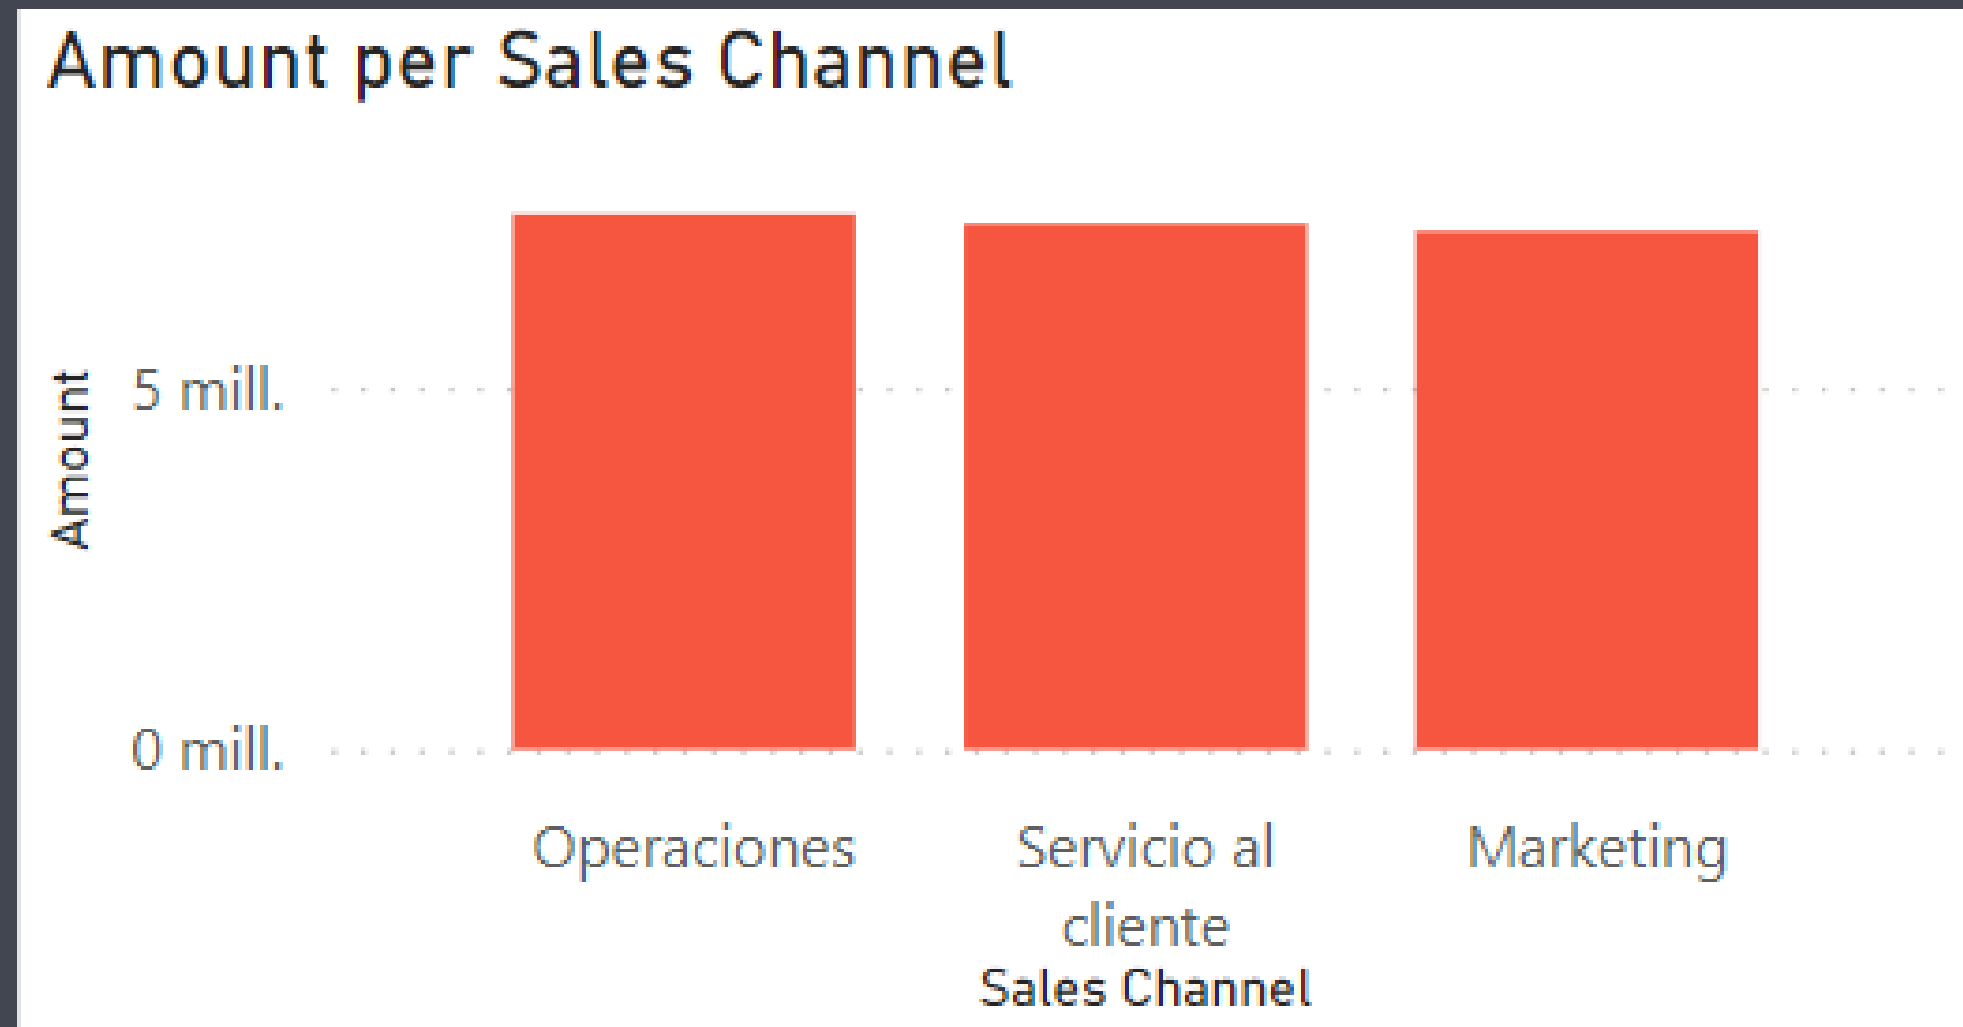 Amount per Sales Channel
Amount
5 mill.
0 mill.
Operaciones
Servicio al
cliente
Marketing
Sales Channel